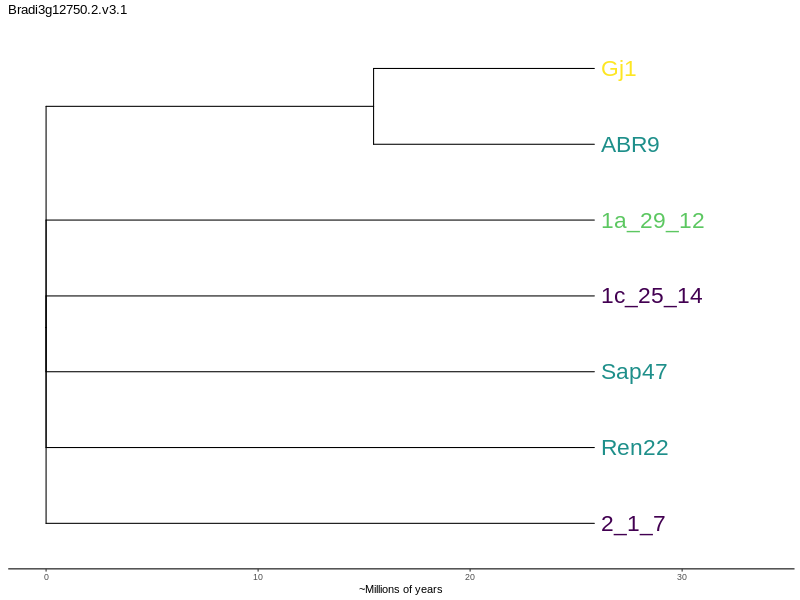 Bradi3g12750.2.v3.1
Gj1
ABR9
1a_29_12
1c_25_14
Sap47
Ren22
2_1_7
0 10 20 30
~Millions of years